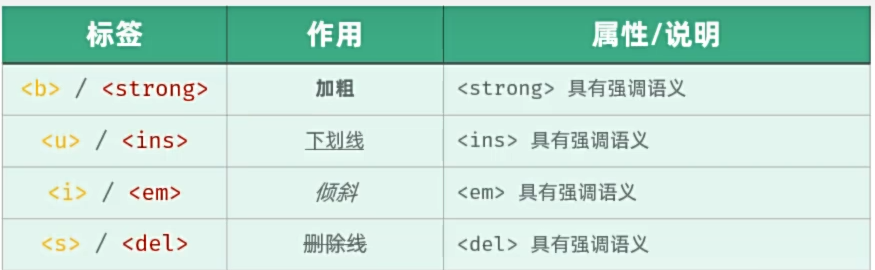 标签 作用 属性/说明
<b> / <strong> 加粗 <strong> 具有强调语义
<u> / <ins> 下划线 <ins> 具有强调语义
<i> / <em> 倾斜 <em> 具有强调语义
<s> / <del> 删除线 <del> 具有强调语义